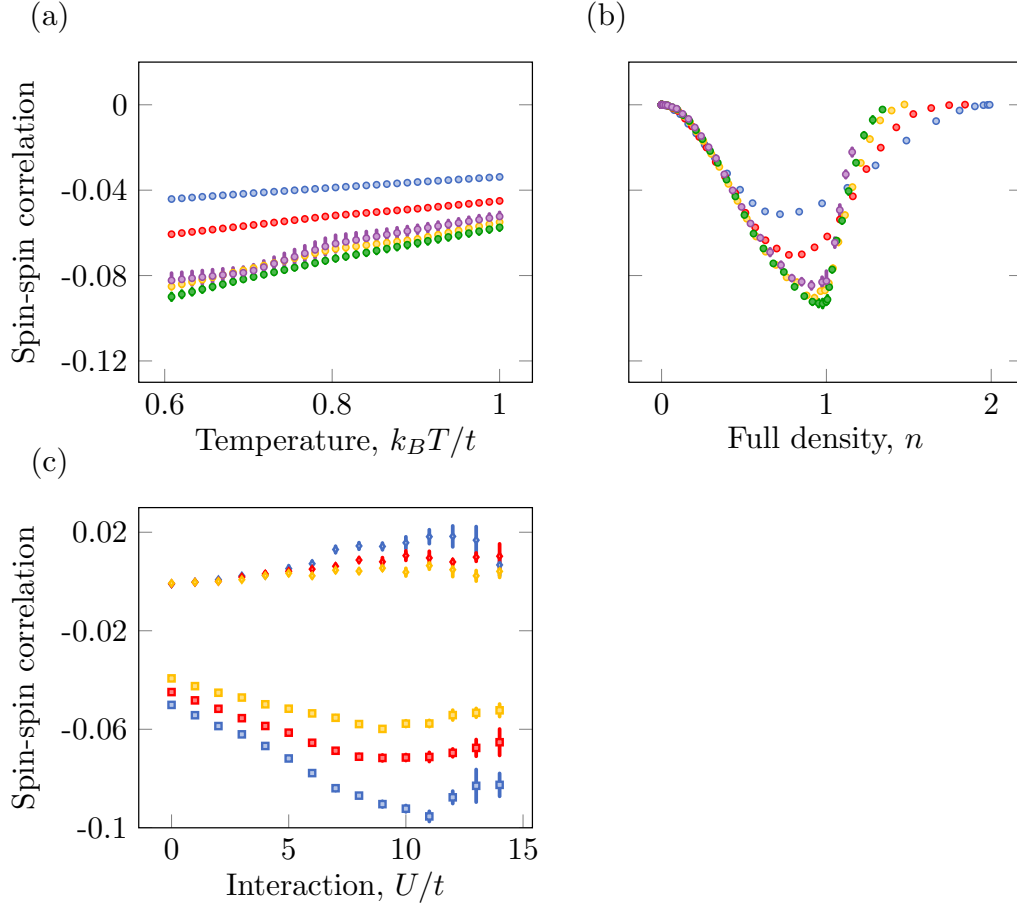 (a)
(b)
Spin-spin correlation
0
-0.04
-0.08
-0.12
0.6
0.8
1
Temperature, k_BT/t
0
1
2
Full density, n
(c)
Spin-spin correlation
0.02
-0.02
-0.06
-0.1
0
5
10
15
Interaction, U/t